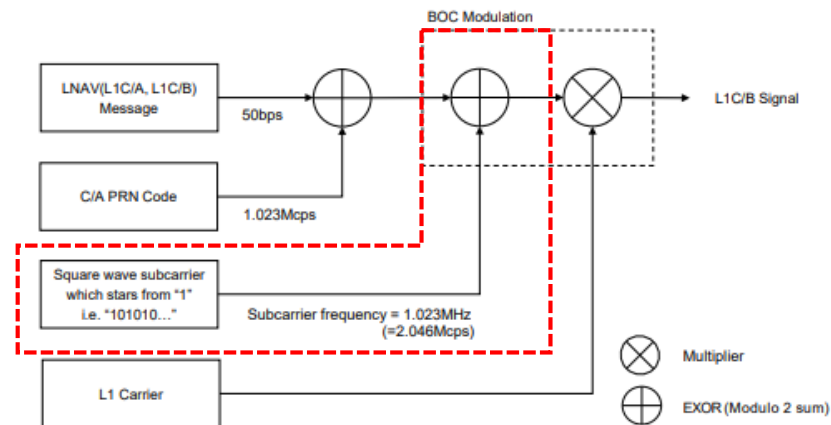 BOC Modulation
LNAV(L1C/A, L1C/B)
Message
50bps
L1C/B Signal
C/A PRN Code
1.023Mcps
Square wave subcarrier
which stars from “1”
i.e. “101010…”
Subcarrier frequency = 1.023MHz
(=2.046Mcps)
Multiplier
L1 Carrier
EXOR (Modulo 2 sum)